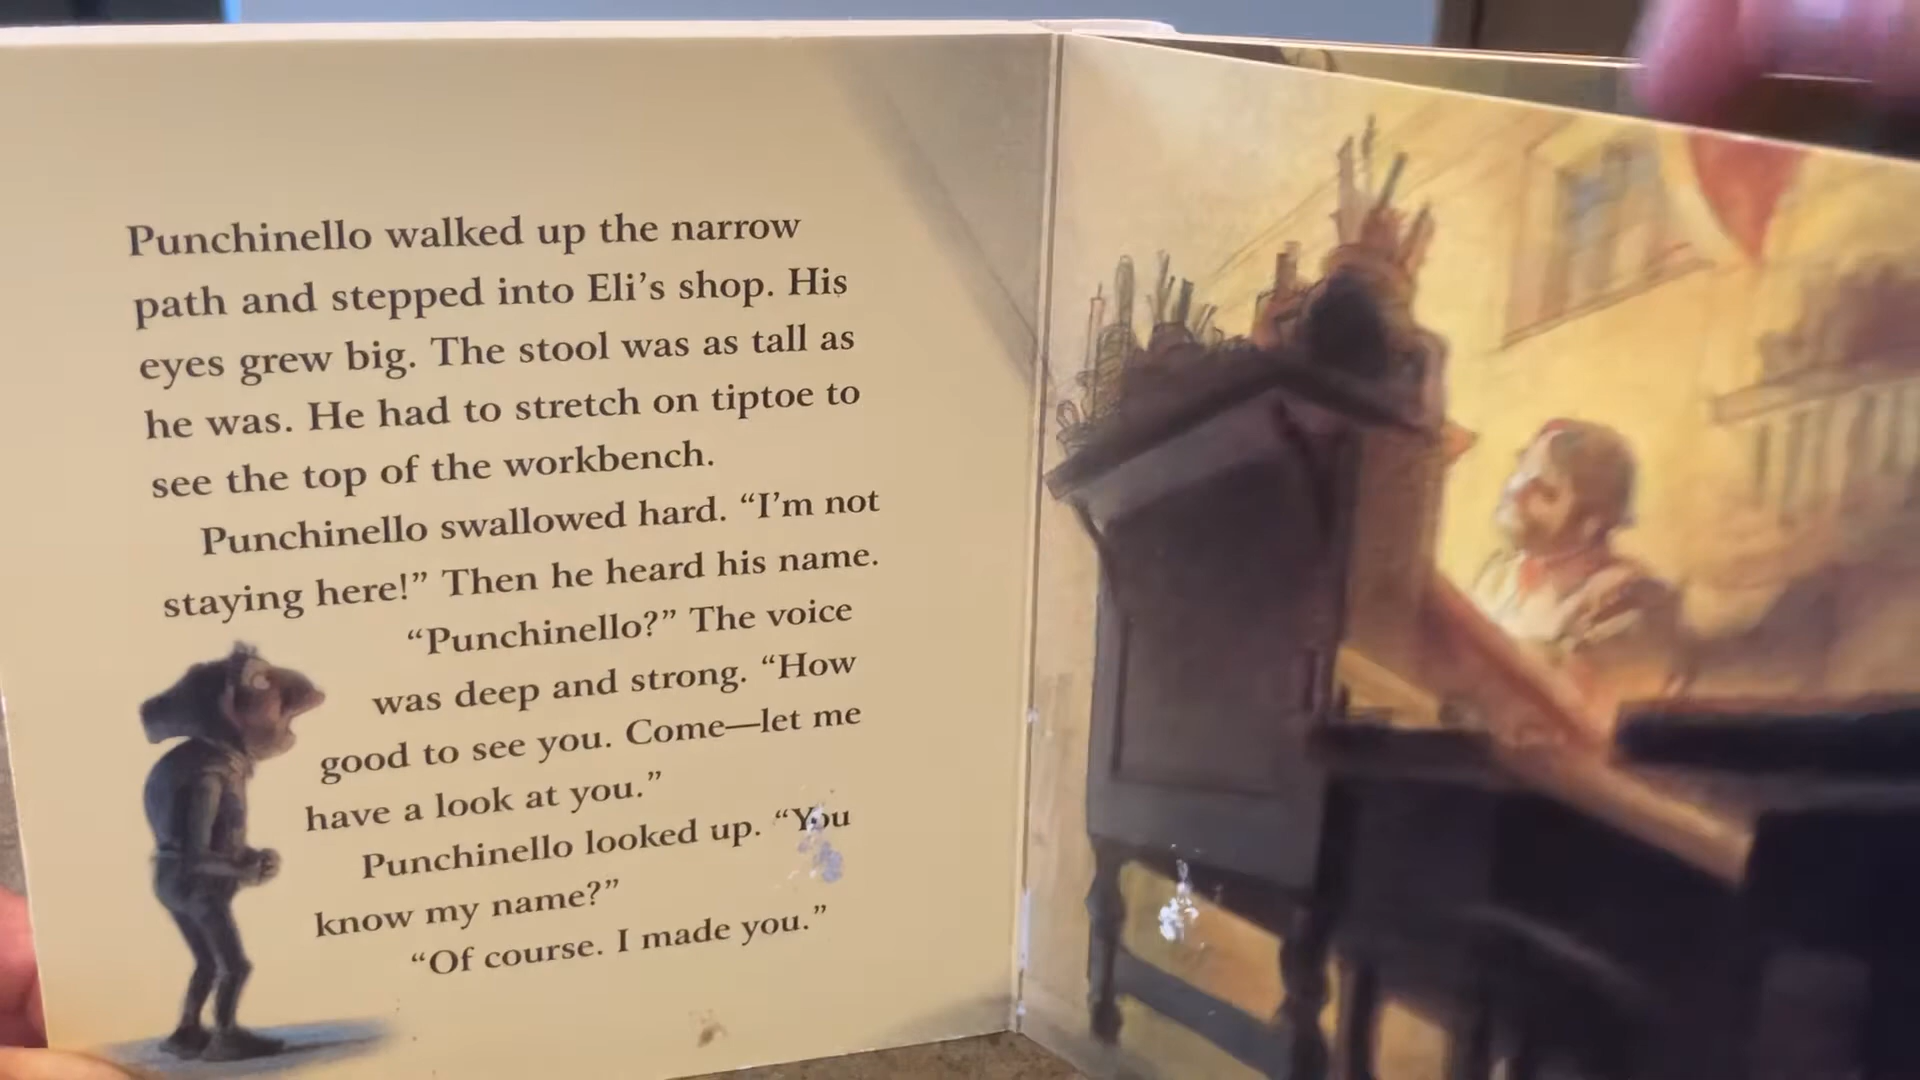 Punchinello walked up the narrow
path and stepped into Eli's shop. His
eyes grew big. The stool was as tall as
he was. He had to stretch on tiptoe to
see the top of the workbench.
Punchinello swallowed hard. “I'm not
staying here!” Then he heard his name.
“Punchinello?” The voice
was deep and strong. “How
good to see you. Come—let me
have a look at you.”
Punchinello looked up. “You
know my name?”
“Of course. I made you.”